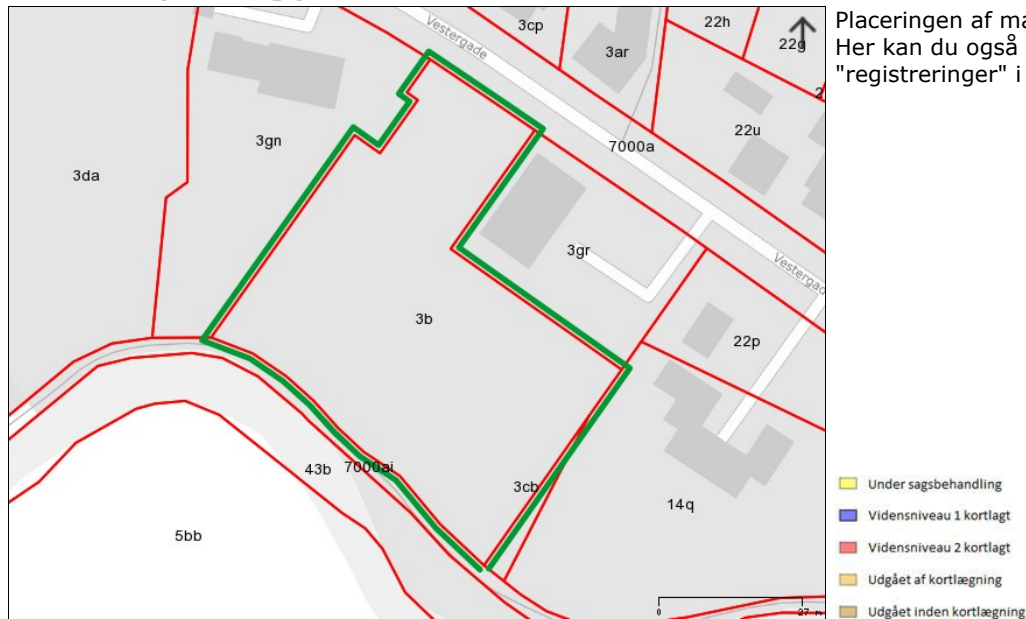 Placeringen af ma
Her kan du også
"registreringer" i
Vestergade
3cp
22h
22g
3ar
3gn
22u
7000a
3da
3gr
Vestergad
3b
22p
43b
7000ai
3cb
14q
5bb
0
27 m
Under sagsbehandling
Vidensniveau 1 kortlagt
Vidensniveau 2 kortlagt
Udgået af kortlægning
Udgået inden kortlægning